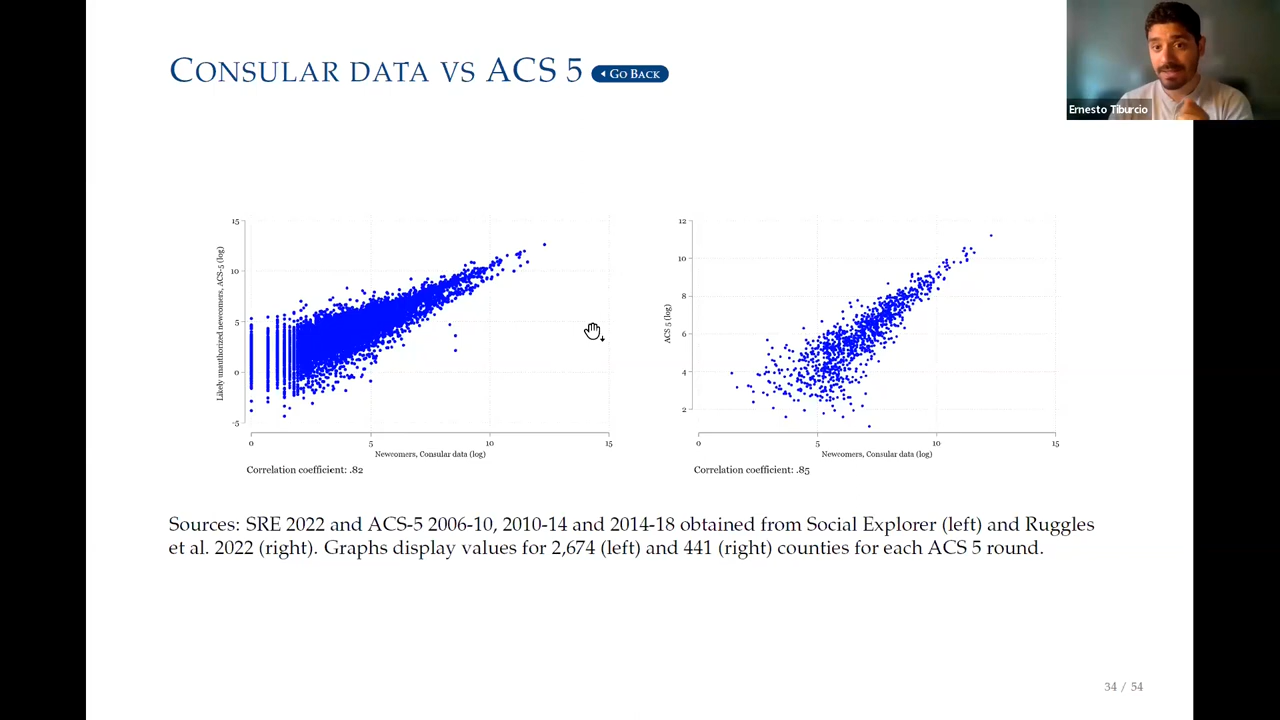 CONSULAR DATA VS ACS 5
Go Back
Ernesto Tiburcio
Likely unauthorized newcomers, ACS-5 (log)
15
10
5
0
-5
0
5
10
15
Newcomers, Consular data (log)
Correlation coefficient: .82
ACS 5 (log)
12
10
8
6
4
2
0
5
10
15
Newcomers, Consular data (log)
Correlation coefficient: .85
Sources: SRE 2022 and ACS-5 2006-10, 2010-14 and 2014-18 obtained from Social Explorer (left) and Ruggles
et al. 2022 (right). Graphs display values for 2,674 (left) and 441 (right) counties for each ACS 5 round.
34 / 54